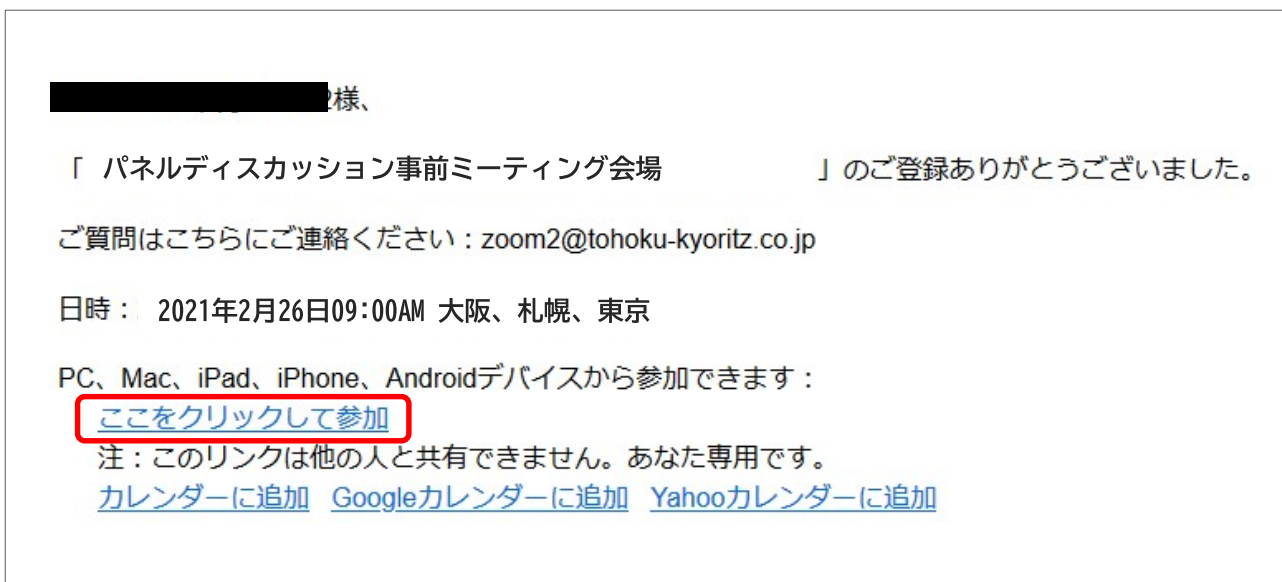 様、
「 パネルディスカッション事前ミーティング会場 」のご登録ありがとうございました。
ご質問はこちらにご連絡ください：zoom2@tohoku-kyoritz.co.jp
日時： 2021年2月26日09:00AM 大阪、札幌、東京
PC、Mac、iPad、iPhone、Androidデバイスから参加できます：
ここをクリックして参加
注：このリンクは他の人と共有できません。あなた専用です。
カレンダーに追加 Googleカレンダーに追加 Yahooカレンダーに追加